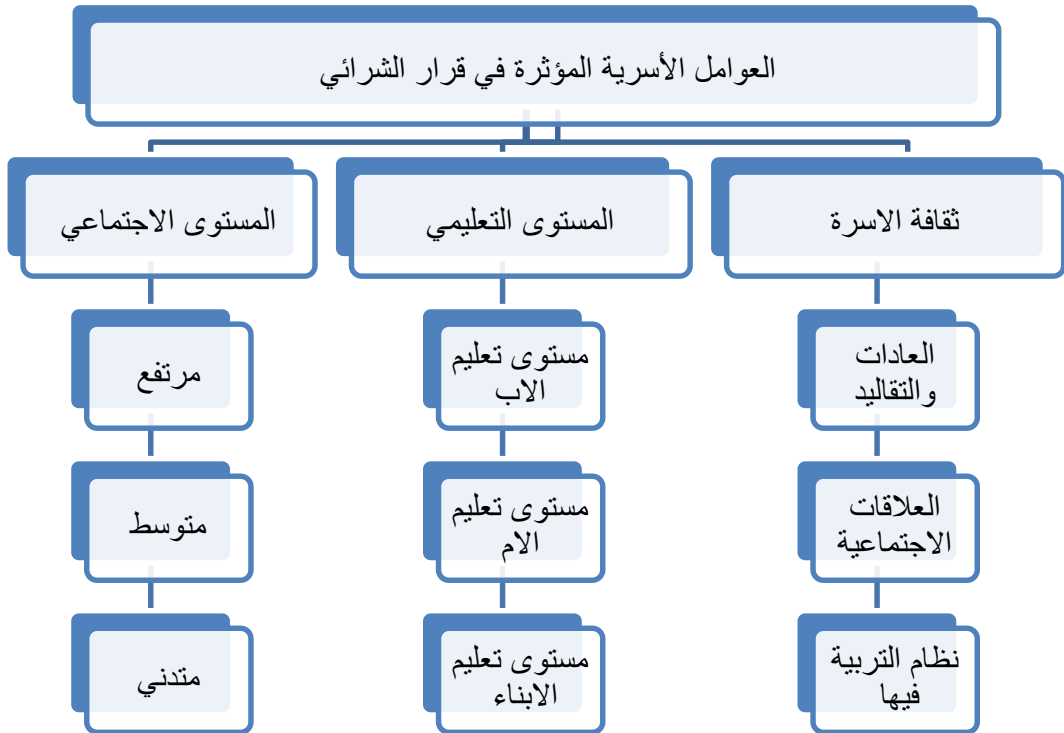 العوامل الأسرية المؤثرة في قرار الشرائي
ثقافة الاسرة
المستوى التعليمي
المستوى الاجتماعي
العادات
والتقاليد
مستوى تعليم
الاب
مرتفع
العلاقات
الاجتماعية
مستوى تعليم
الام
متوسط
نظام التربية
فيها
مستوى تعليم
الابناء
متدني